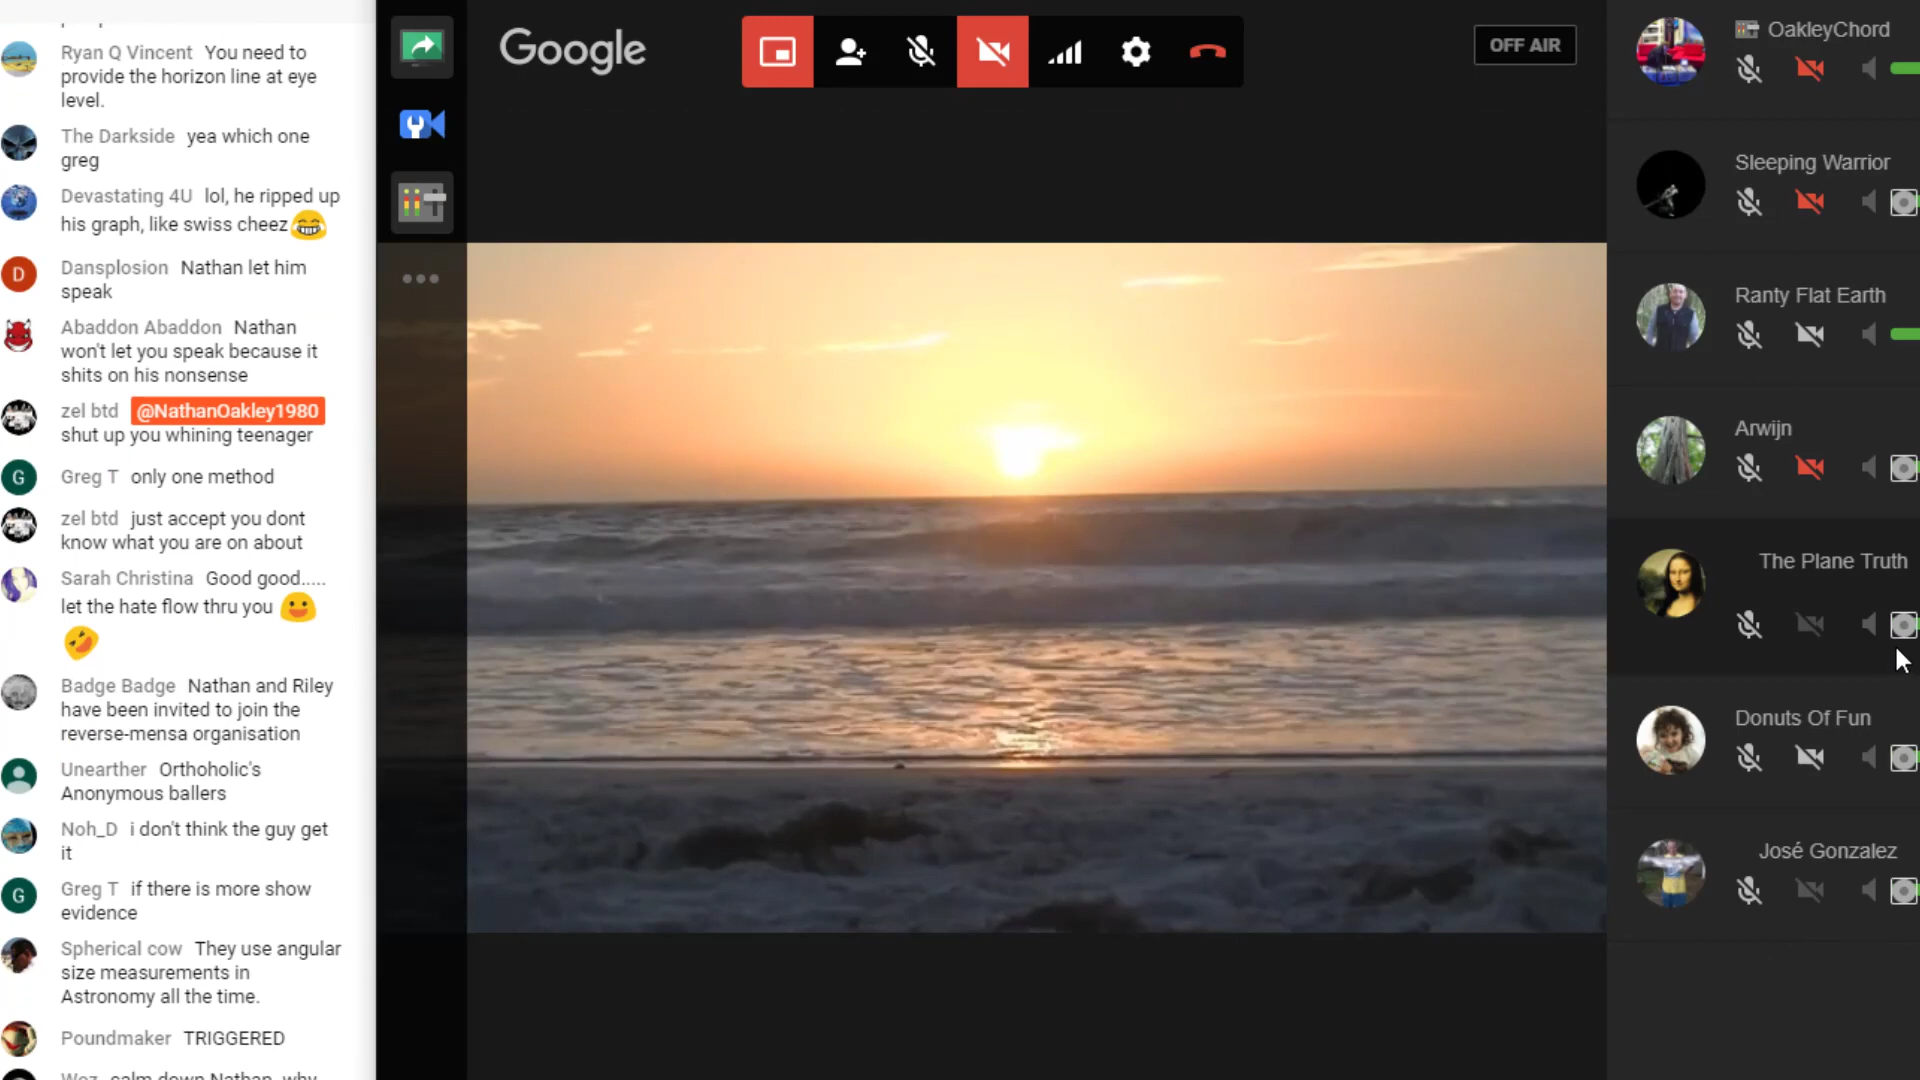 Ryan Q Vincent You need to
provide the horizon line at eye
level.
The Darkside yea which one
greg
Devastating 4U lol, he ripped up
his graph, like swiss cheez
Dansplosion Nathan let him
speak
Abaddon Abaddon Nathan
won't let you speak because it
shits on his nonsense
zel btd @NathanOakley1980
shut up you whining teenager
Greg T only one method
zel btd just accept you dont
know what you are on about
Sarah Christina Good good.....
let the hate flow thru you
Badge Badge Nathan and Riley
have been invited to join the
reverse-mensa organisation
Unearther Orthoholic's
Anonymous ballers
Noh_D i don't think the guy get
it
Greg T if there is more show
evidence
Spherical cow They use angular
size measurements in
Astronomy all the time.
Poundmaker TRIGGERED
Woz calm down Nathan, why
D
G
G
Google
OFF AIR
OakleyChord
Sleeping Warrior
Ranty Flat Earth
Arwijn
The Plane Truth
Donuts Of Fun
José Gonzalez